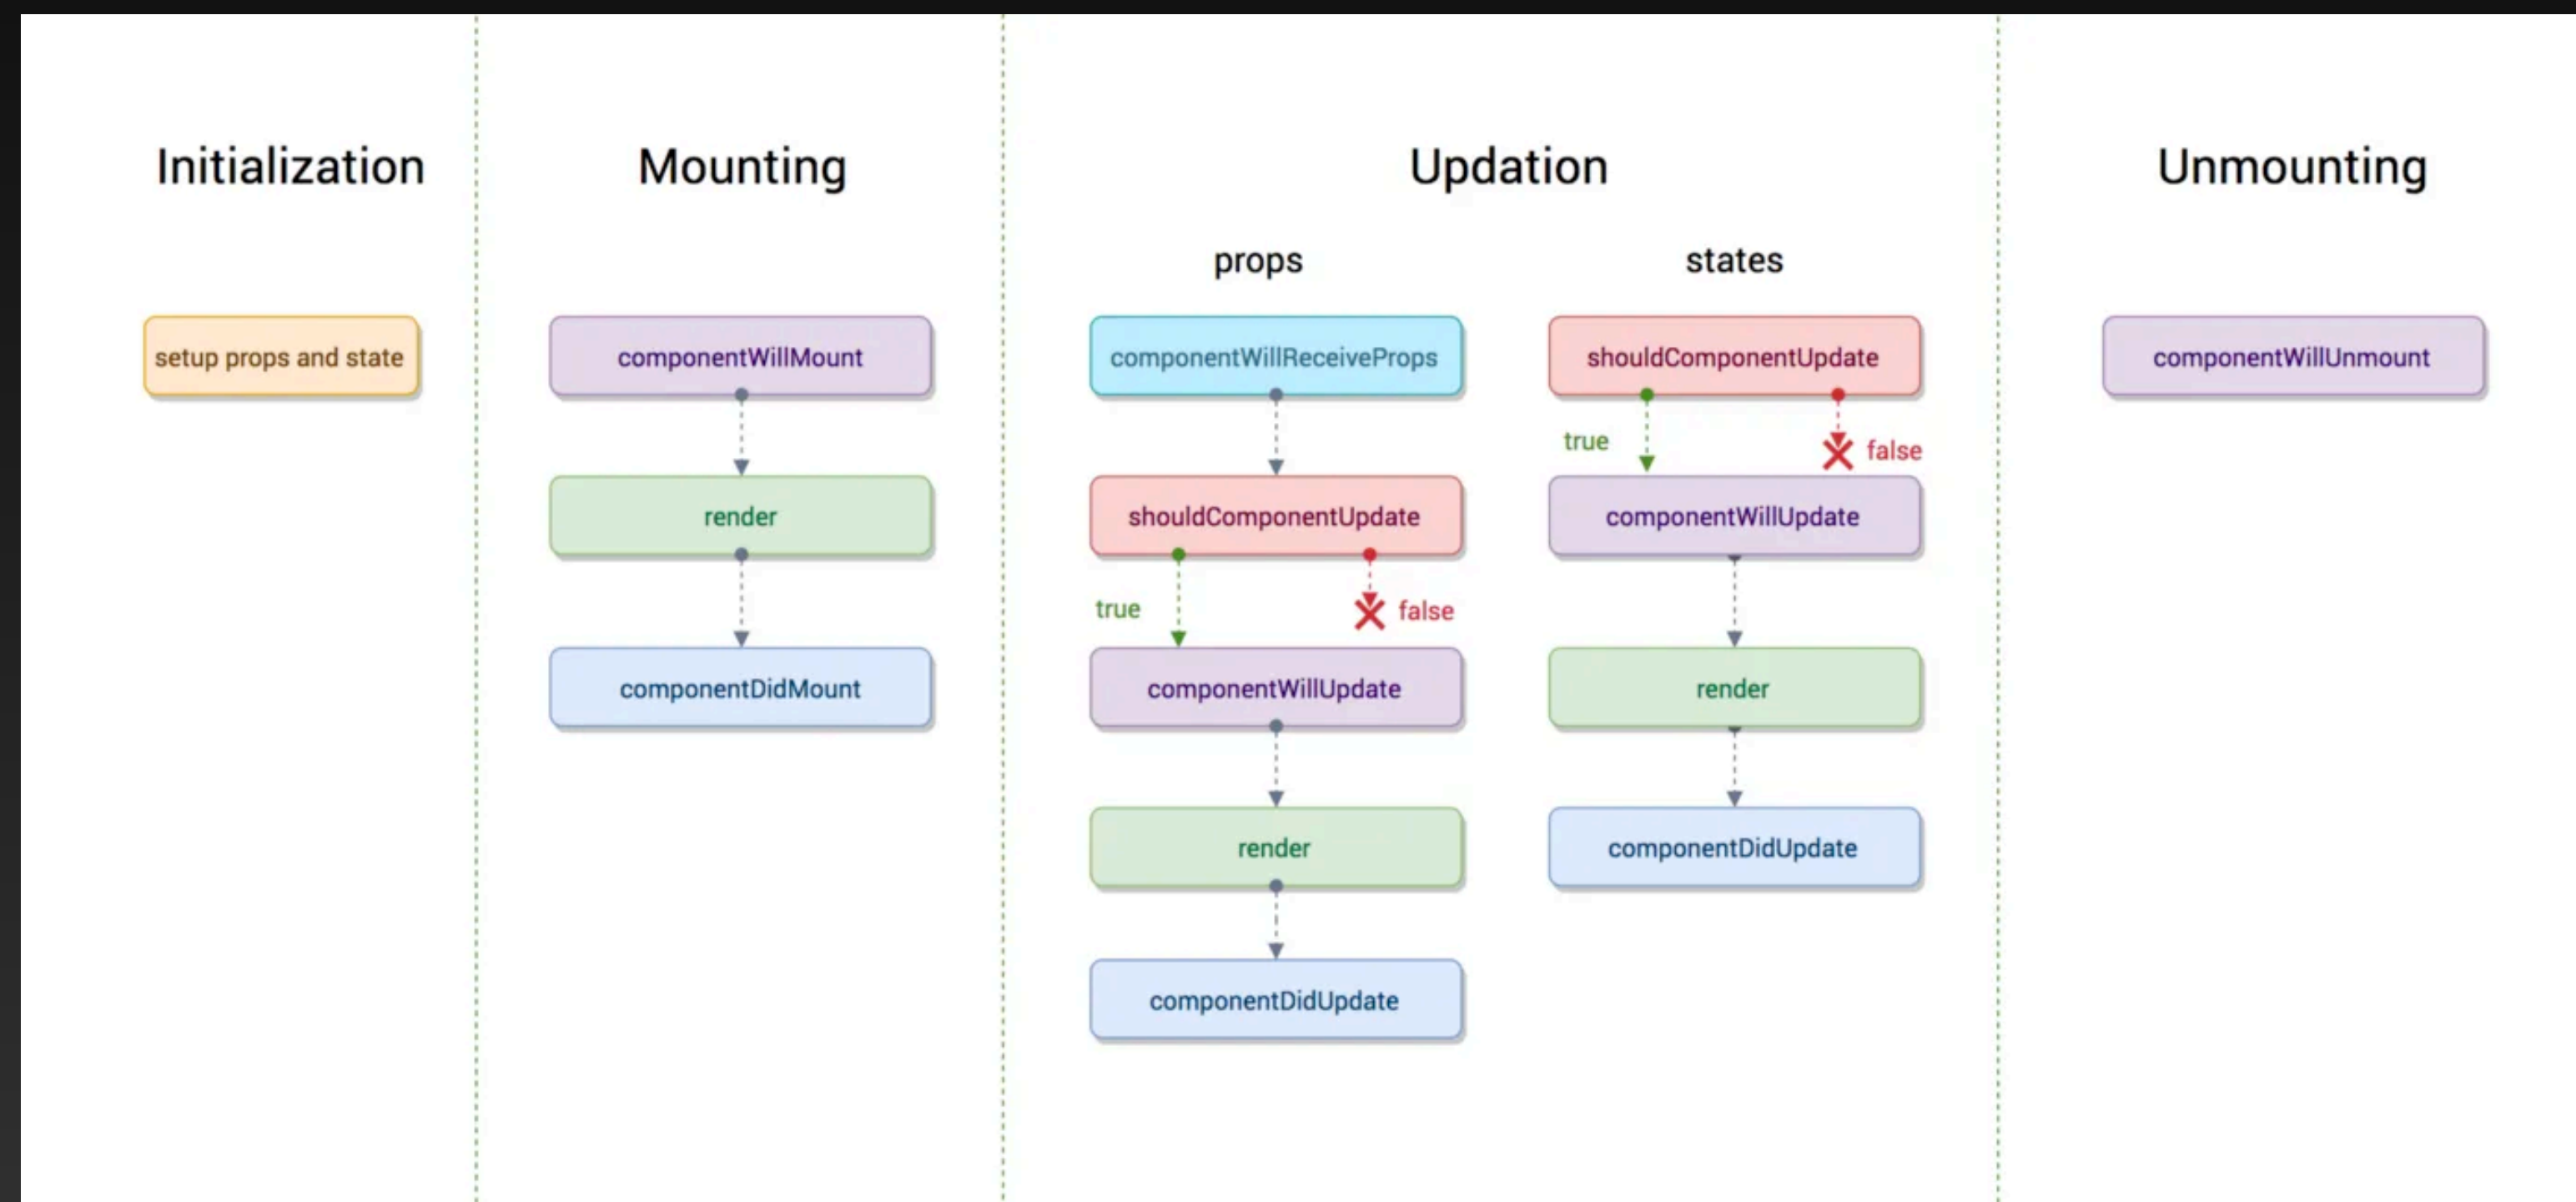 Initialization
setup props and state
Mounting
componentWillMount
render
componentDidMount
Updation
props
componentWillReceiveProps
shouldComponentUpdate
true
false
componentWillUpdate
render
componentDidUpdate
states
shouldComponentUpdate
true
false
componentWillUpdate
render
componentDidUpdate
Unmounting
componentWillUnmount